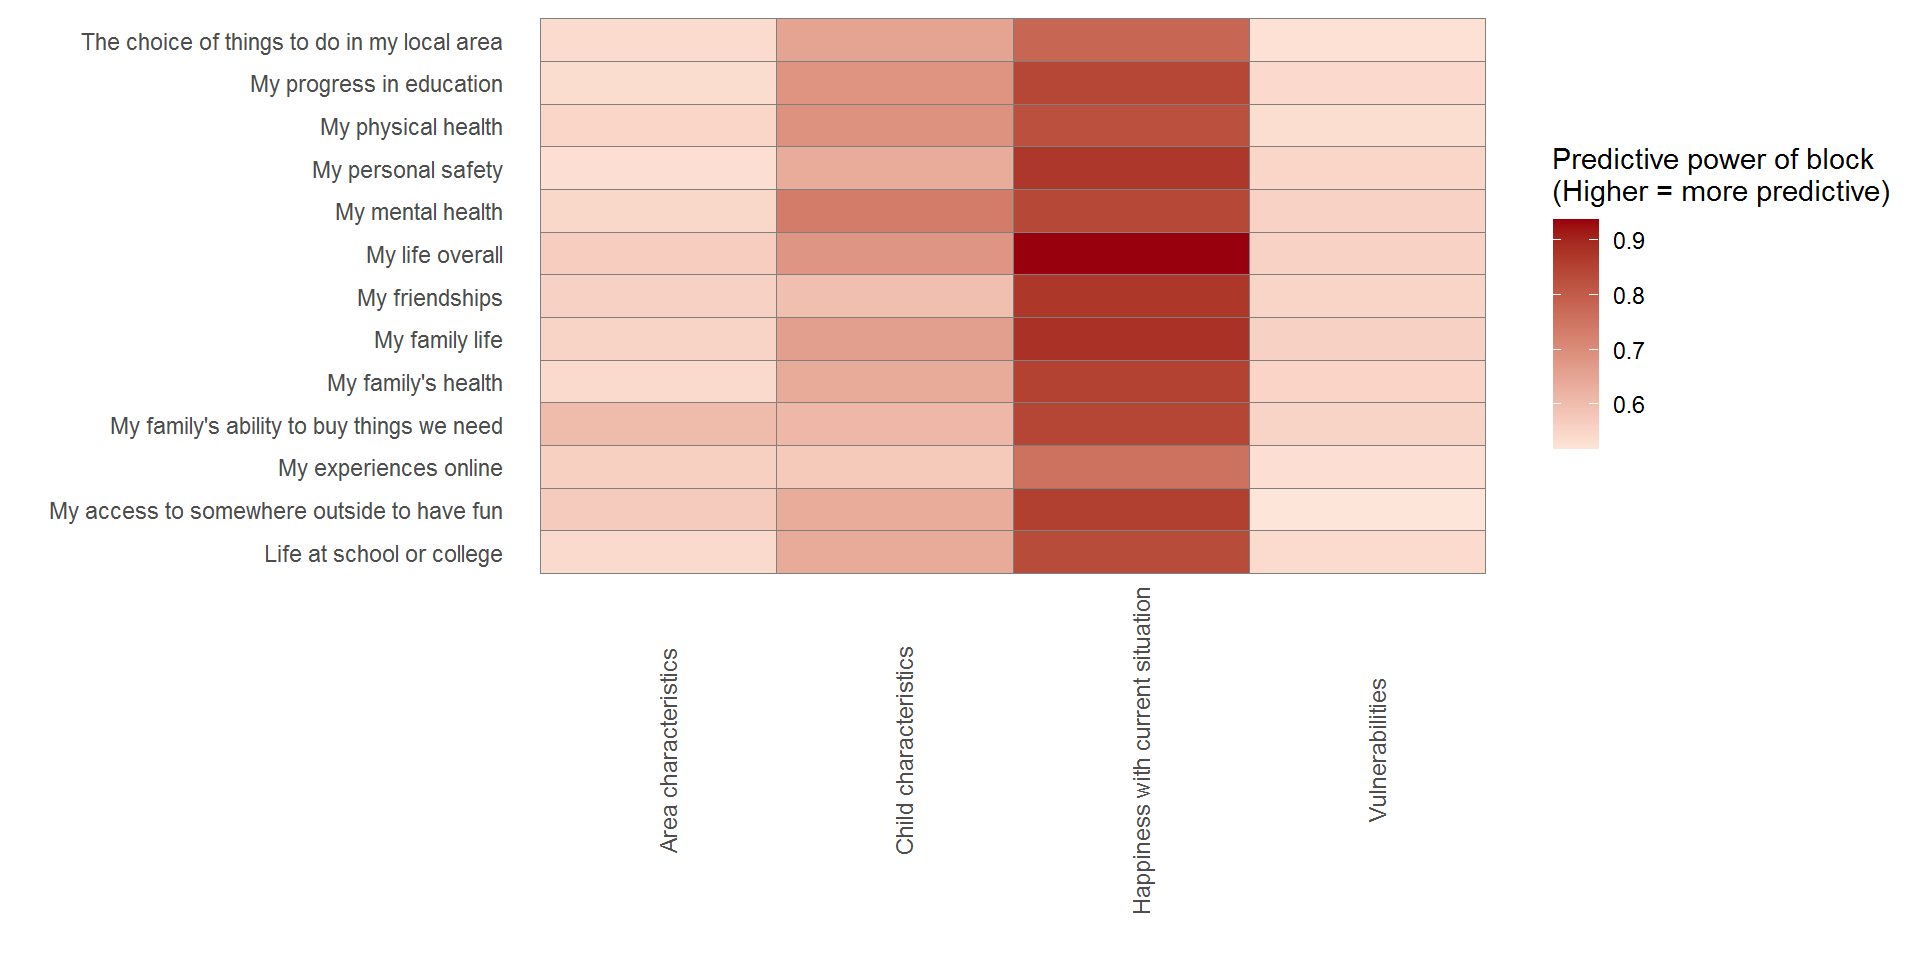 The choice of things to do in my local area
My progress in education
My physical health
My personal safety
My mental health
My life overall
My friendships
My family life
My family's health
My family's ability to buy things we need
My experiences online
My access to somewhere outside to have fun
Life at school or college
Area characteristics
Child characteristics
Happiness with current situation
Vulnerabilities
Predictive power of block
(Higher = more predictive)
0.9
0.8
0.7
0.6